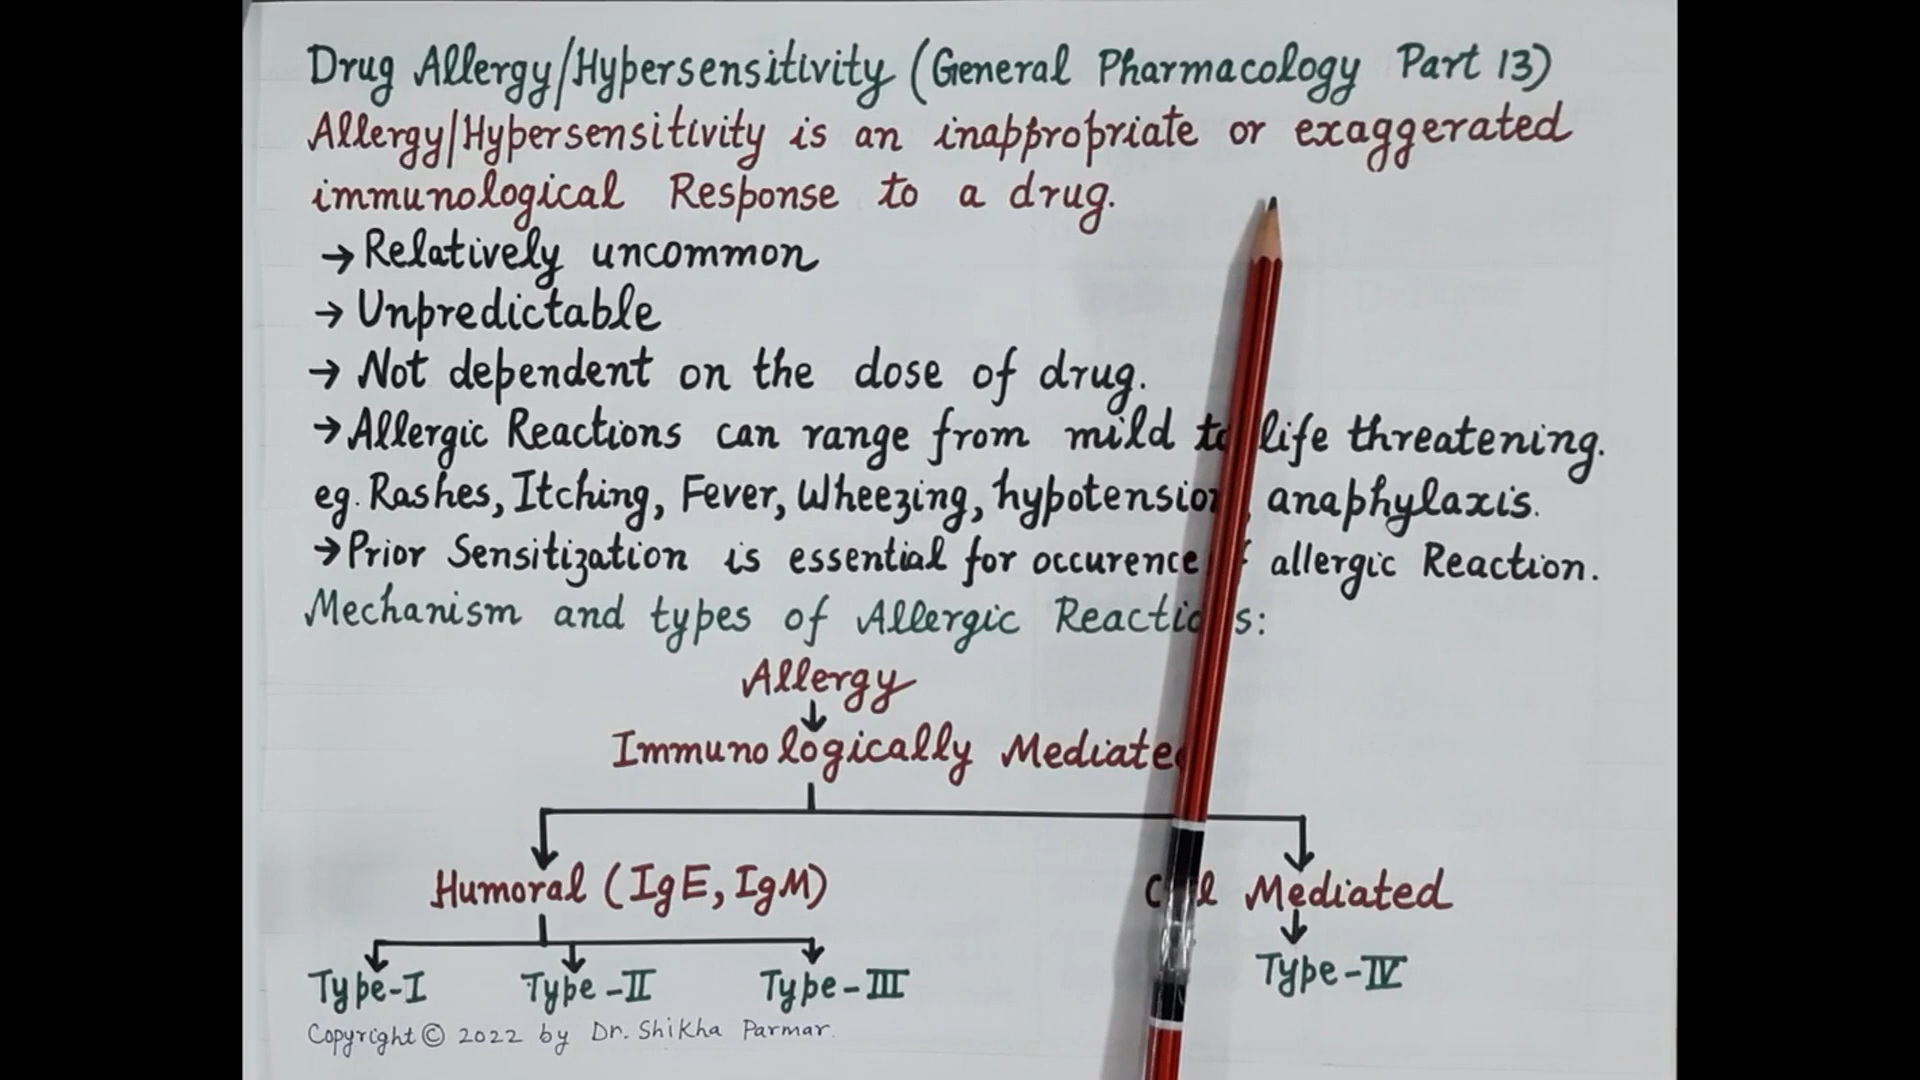 Drug Allergy/Hypersensitivity (General Pharmacology Part 13)
Allergy/Hypersensitivity is an inappropriate or exaggerated
immunological Response to a drug.
→ Relatively uncommon
→ Unpredictable
→ Not dependent on the dose of drug.
→ Allergic Reactions can range from mild to life threatening.
eg. Rashes, Itching, Fever, Wheezing, hypotension, anaphylaxis.
→ Prior Sensitization is essential for occurence of allergic Reaction.
Mechanism and types of Allergic Reactions:
Allergy
Immunologically Mediated
Humoral (IgE, IgM)
Cell Mediated
Type-I
Type-II
Type-III
Type-IV
Copyright © 2022 by Dr. Shikha Parmar.